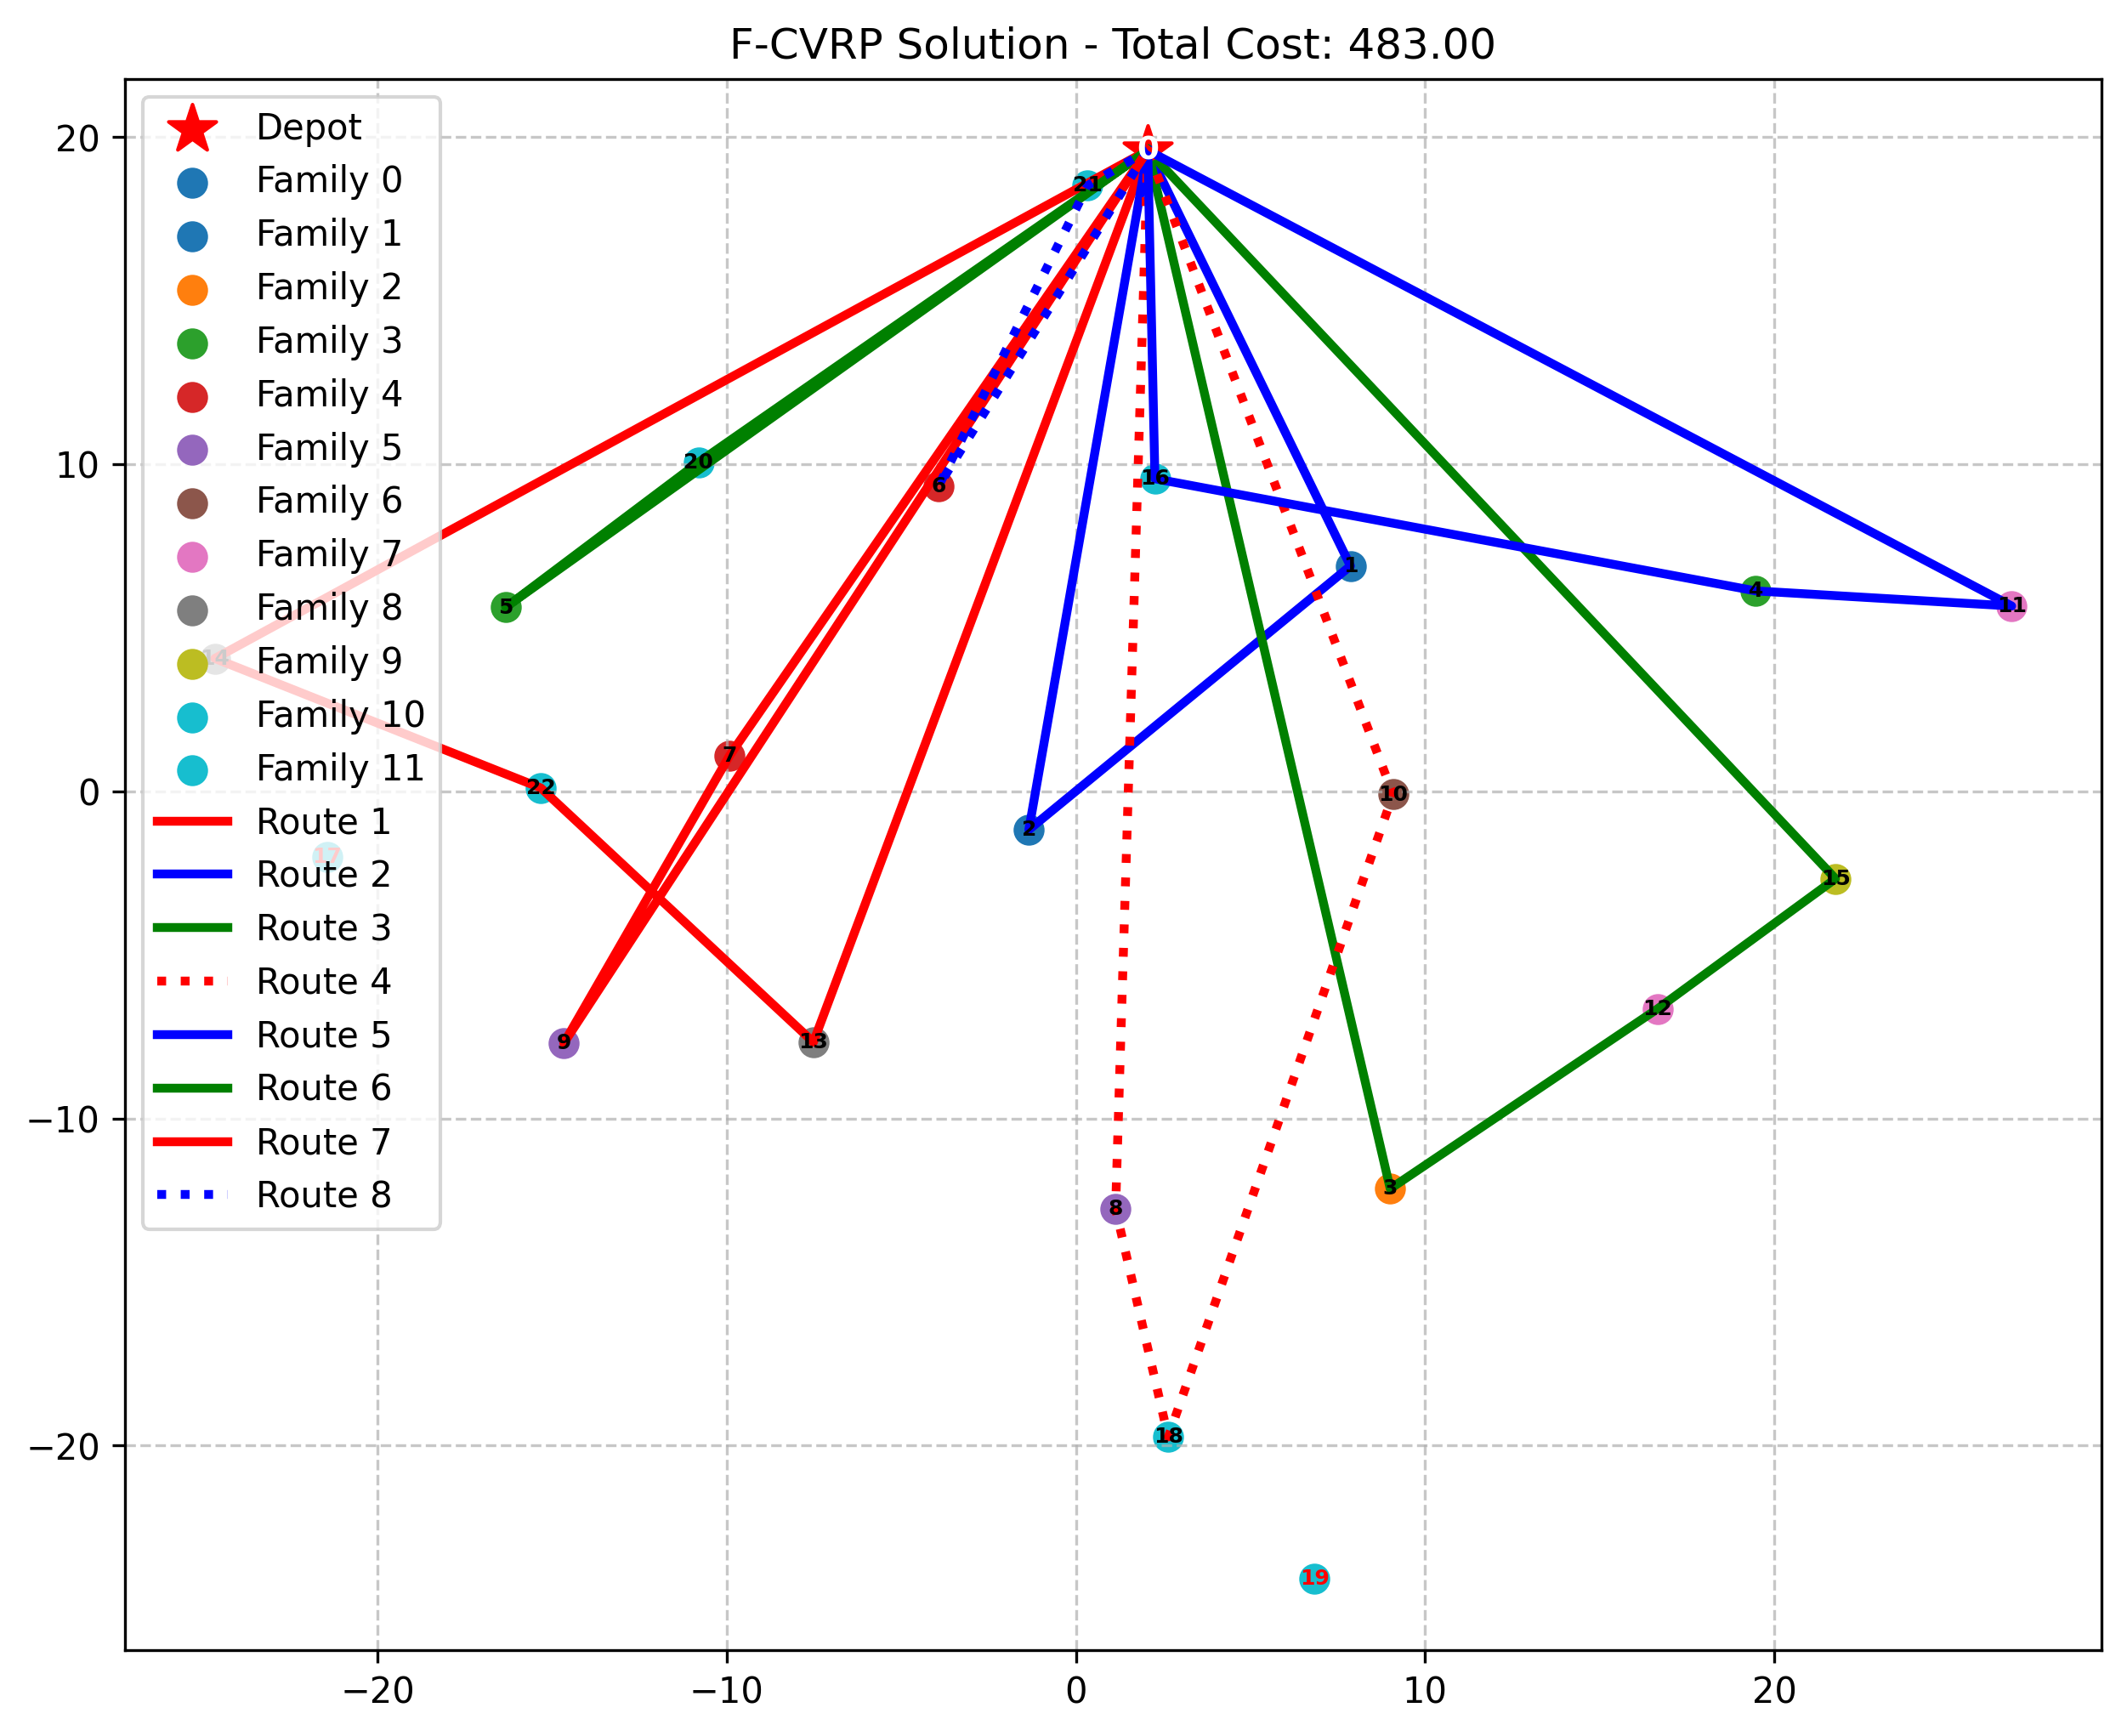 F-CVRP Solution - Total Cost: 483.00
20
10
0
−10
−20
Depot
Family 0
Family 1
Family 2
Family 3
Family 4
Family 5
Family 6
Family 7
Family 8
Family 9
Family 10
Family 11
Route 1
Route 2
Route 3
Route 4
Route 5
Route 6
Route 7
Route 8
0
21
20
6
16
1
4
11
5
14
7
22
10
2
17
15
12
9
13
3
8
18
19
−20
−10
0
10
20